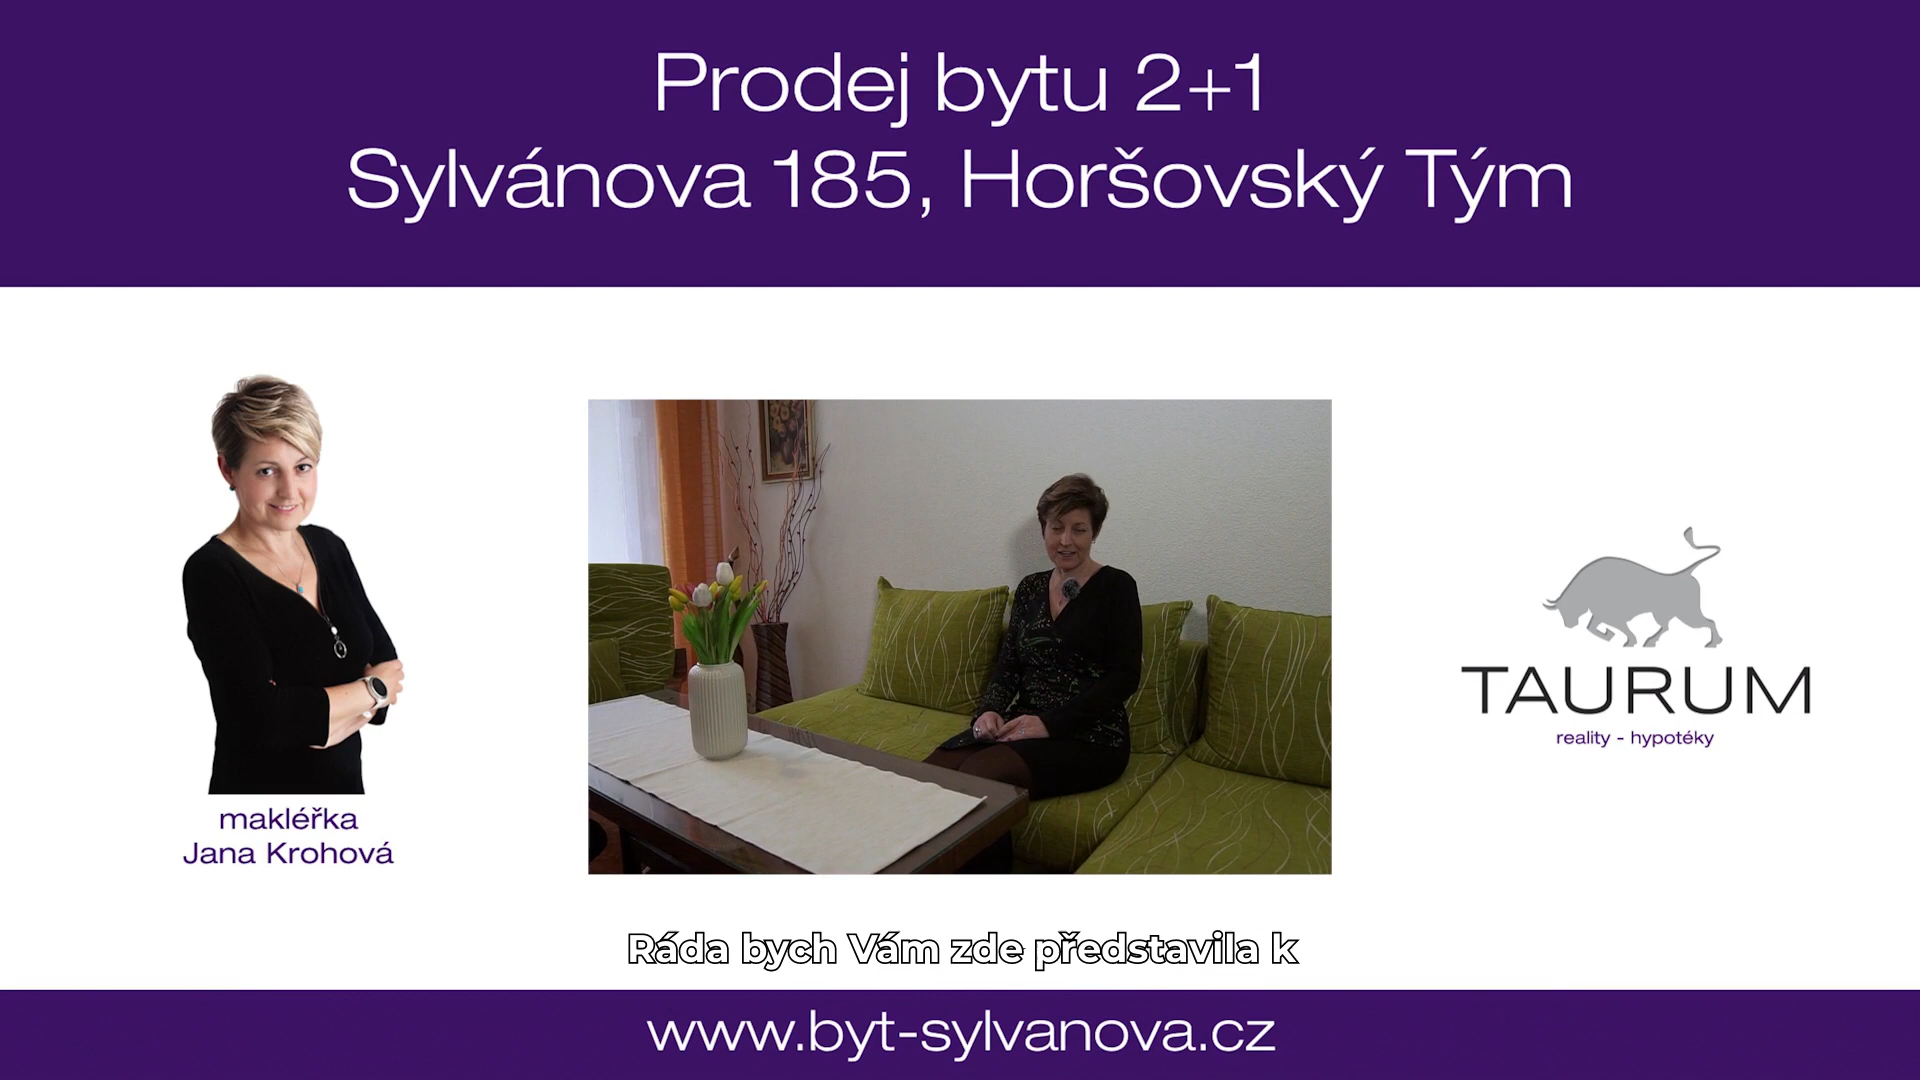 Prodej bytu 2+1
Sylvánova 185, Horšovský Tým
makléřka
Jana Krohová
TAURUM
reality - hypotéky
Ráda bych Vám zde představila k
www.byt-sylvanova.cz